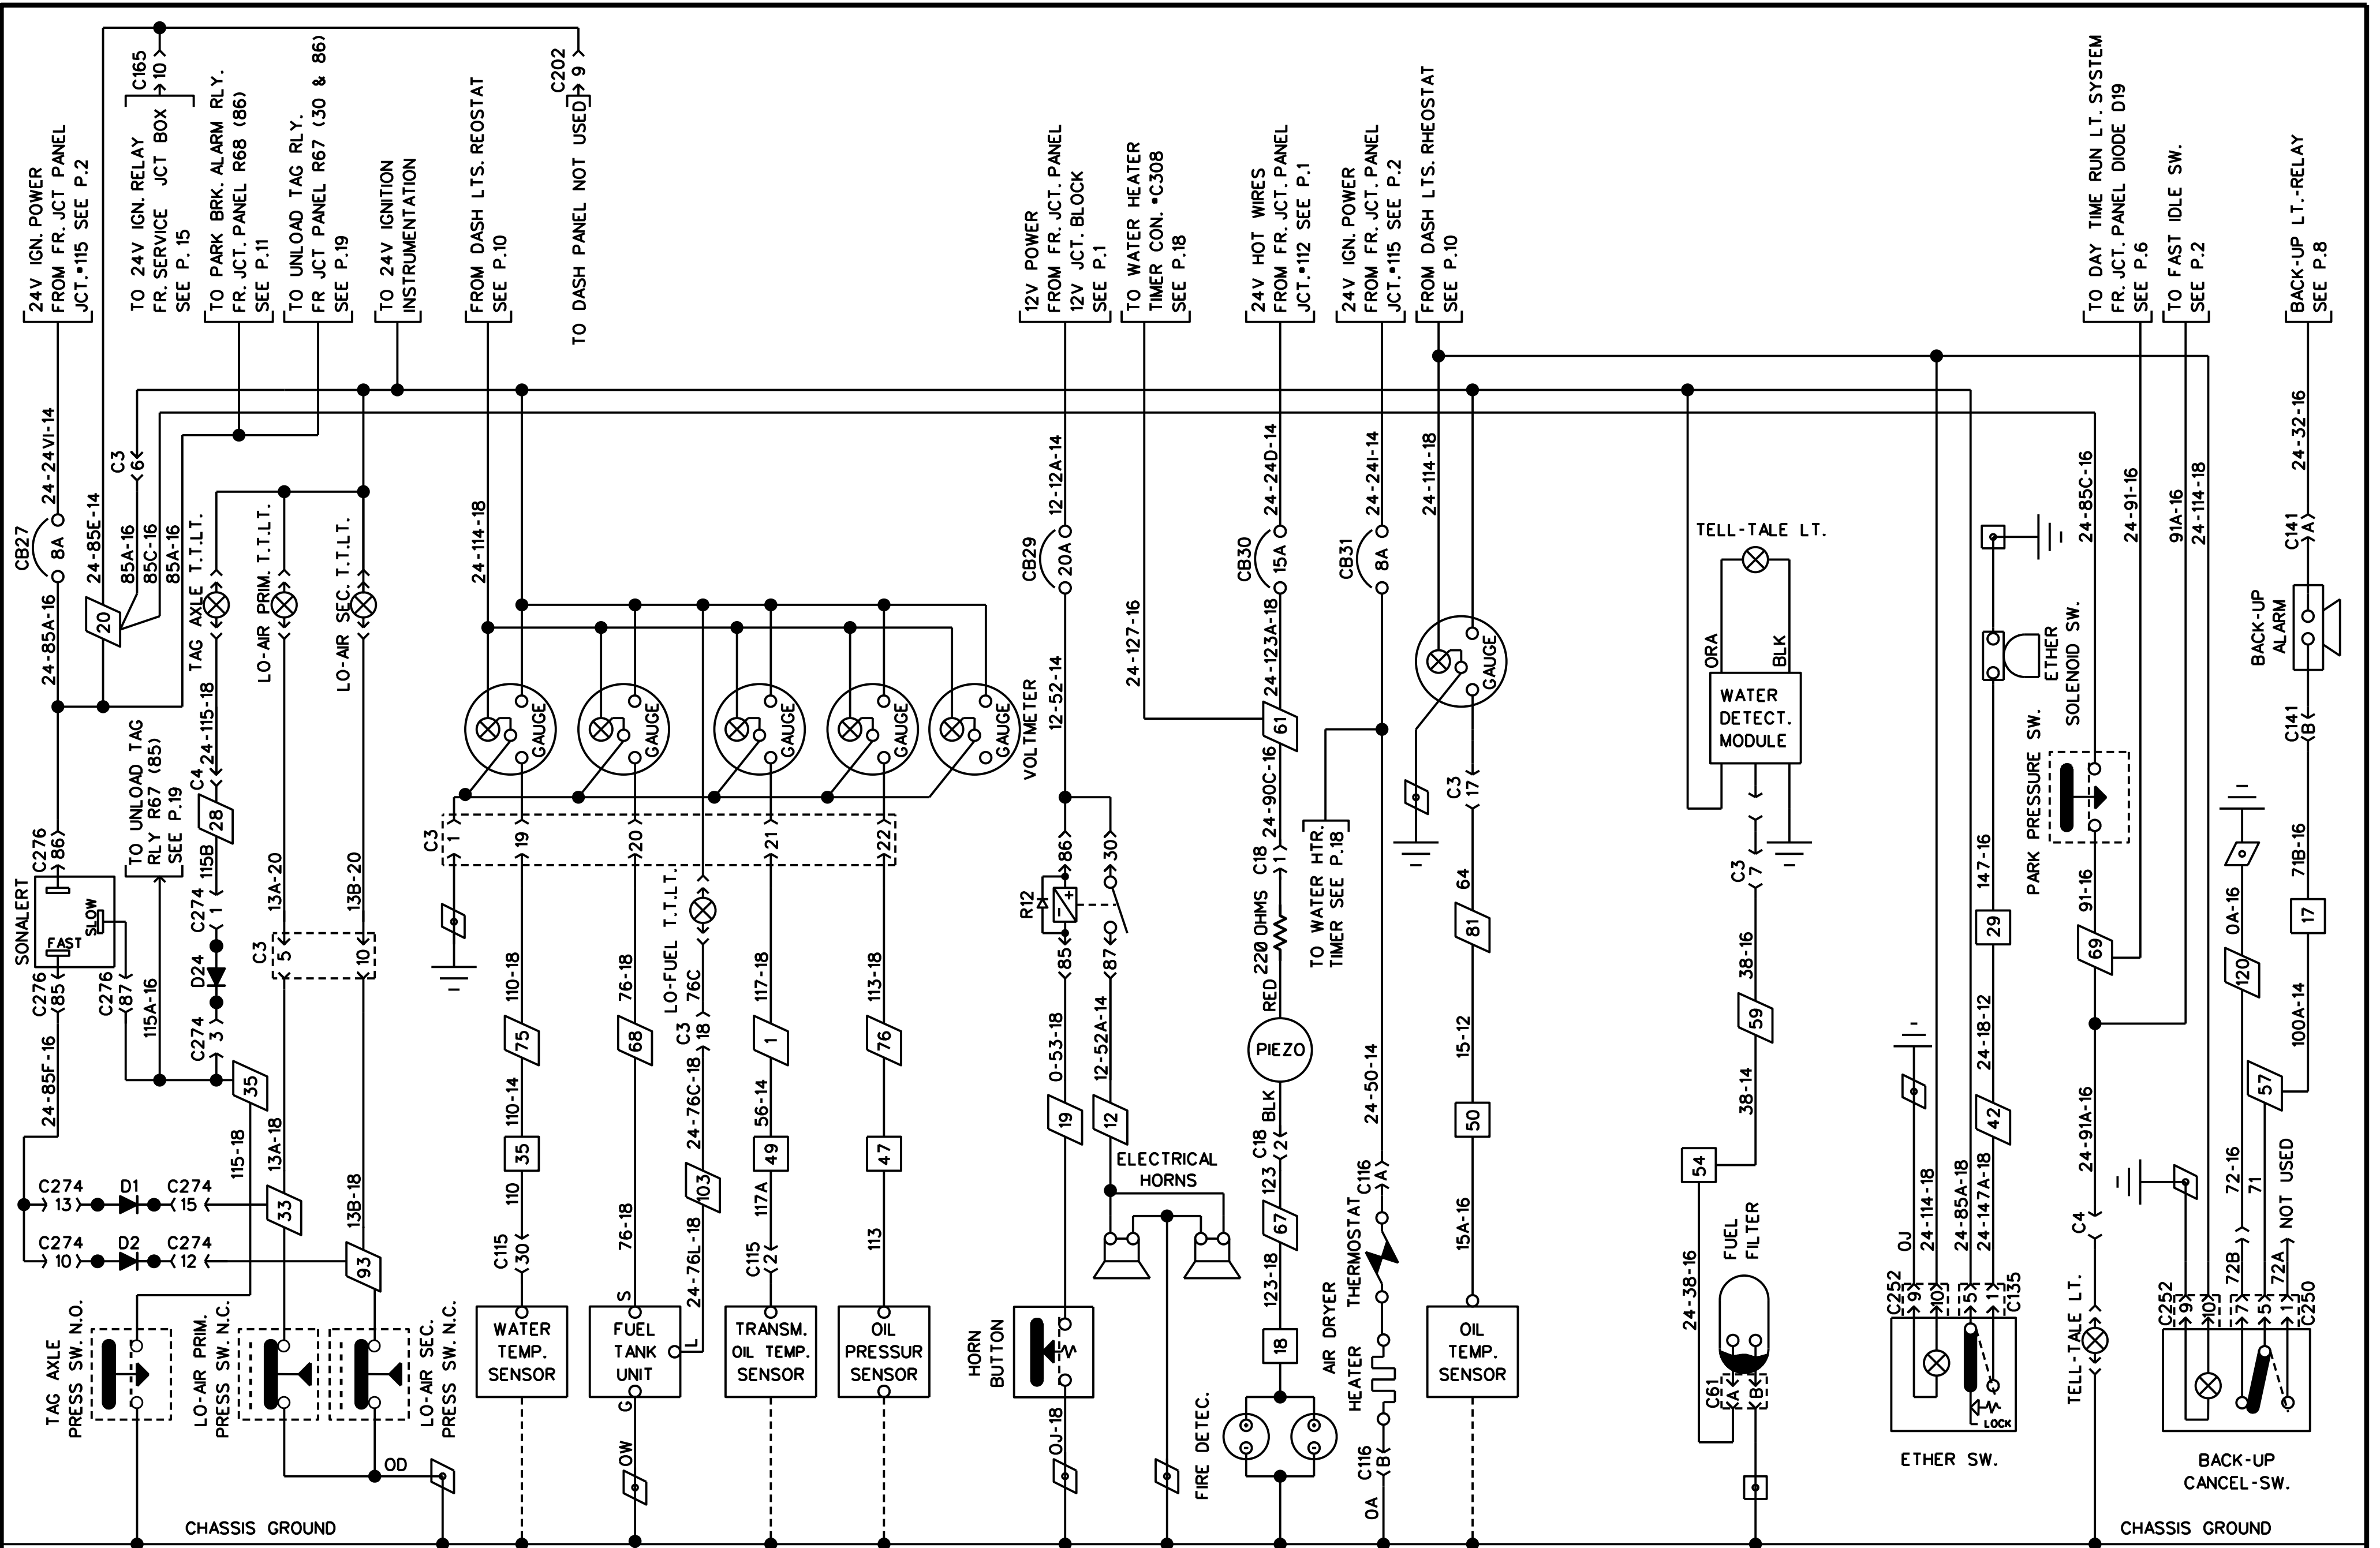 24V IGN. POWER
FROM FR. JCT PANEL
JCT.#115 SEE P.2
C165
10
TO 24V IGN. RELAY
FR. SERVICE JCT BOX
SEE P. 15
TO PARK BRK. ALARM RLY.
FR. JCT. PANEL R68 (86)
SEE P.11
TO UNLOAD TAG RLY.
FR JCT PANEL R67 (30 & 86)
SEE P.19
TO 24V IGNITION
INSTRUMENTATION
FROM DASH LTS. REOSTAT
SEE P.10
C202
9
TO DASH PANEL NOT USED
12V POWER
FROM FR. JCT. PANEL
12V JCT. BLOCK
SEE P.1
TO WATER HEATER
TIMER CON. #C308
SEE P.18
24V HOT WIRES
FROM FR. JCT. PANEL
JCT.#112 SEE P.1
24V IGN. POWER
FROM FR. JCT. PANEL
JCT.#115 SEE P.2
FROM DASH LTS. RHEOSTAT
SEE P.10
TO DAY TIME RUN LT. SYSTEM
FR. JCT. PANEL DIODE D19
SEE P.6
TO FAST IDLE SW.
SEE P.2
BACK-UP LT.-RELAY
SEE P.8
24-24VI-14
CB27
8A
24-85A-16
24-85E-14
20
C3
6
85A-16
85C-16
85A-16
TAG AXLE T.T.LT.
LO-AIR PRIM. T.T.LT.
LO-AIR SEC. T.T.LT.
24-115-18
C4
28
115B
C274
1
D24
C274
3
TO UNLOAD TAG
RLY R67 (85)
SEE P.19
SONALERT
C276
86
FAST
SLOW
C276
85
C276
87
115A-16
24-85F-16
35
115-18
13A-20
13B-20
C3
5
10
13A-18
13B-18
C274
13
D1
C274
15
33
C274
10
D2
C274
12
93
TAG AXLE
PRESS SW. N.O.
LO-AIR PRIM.
PRESS SW. N.C.
LO-AIR SEC.
PRESS SW. N.C.
OD
CHASSIS GROUND
24-114-18
GAUGE
GAUGE
GAUGE
GAUGE
VOLTMETER
C3
1
19
20
21
22
LO-FUEL T.T.LT.
76C
C3
18
24-76C-18
103
24-76L-18
110-18
75
110-14
35
110
C115
30
WATER
TEMP.
SENSOR
76-18
68
76-18
S
FUEL
TANK
UNIT
L
G
OW
117-18
1
56-14
49
117A
C115
2
TRANSM.
OIL TEMP.
SENSOR
113-18
76
47
113
OIL
PRESSUR
SENSOR
12-12A-14
CB29
20A
12-52-14
R12
86
30
85
87
0-53-18
19
12-52A-14
12
ELECTRICAL
HORNS
HORN
BUTTON
OJ-18
24-127-16
24-24D-14
CB30
15A
24-123A-18
61
24-90C-16
C18
1
220 OHMS
RED
PIEZO
BLK
C18
2
123
67
123-18
18
FIRE DETEC.
24-24I-14
CB31
8A
TO WATER HTR.
TIMER SEE P.18
24-50-14
C116
A
THERMOSTAT
AIR DRYER
HEATER
C116
B
0A
24-114-18
GAUGE
C3
17
64
81
15-12
50
15A-16
OIL
TEMP.
SENSOR
TELL-TALE LT.
ORA
BLK
WATER
DETECT.
MODULE
C3
7
38-16
59
38-14
54
24-38-16
FUEL
FILTER
C61
A
B
ETHER
SOLENOID SW.
147-16
29
24-18-12
42
24-147A-18
24-85A-18
24-114-18
OJ
C252
9
10
5
1
C135
LOCK
ETHER SW.
24-85C-16
24-91-16
91A-16
24-114-18
PARK PRESSURE SW.
91-16
69
24-91A-16
C4
TELL-TALE LT.
24-32-16
C141
A
BACK-UP
ALARM
C141
B
71B-16
17
100A-14
57
0A-16
120
72-16
71
NOT USED
72B
72A
C252
9
10
7
5
1
C250
BACK-UP
CANCEL-SW.
CHASSIS GROUND